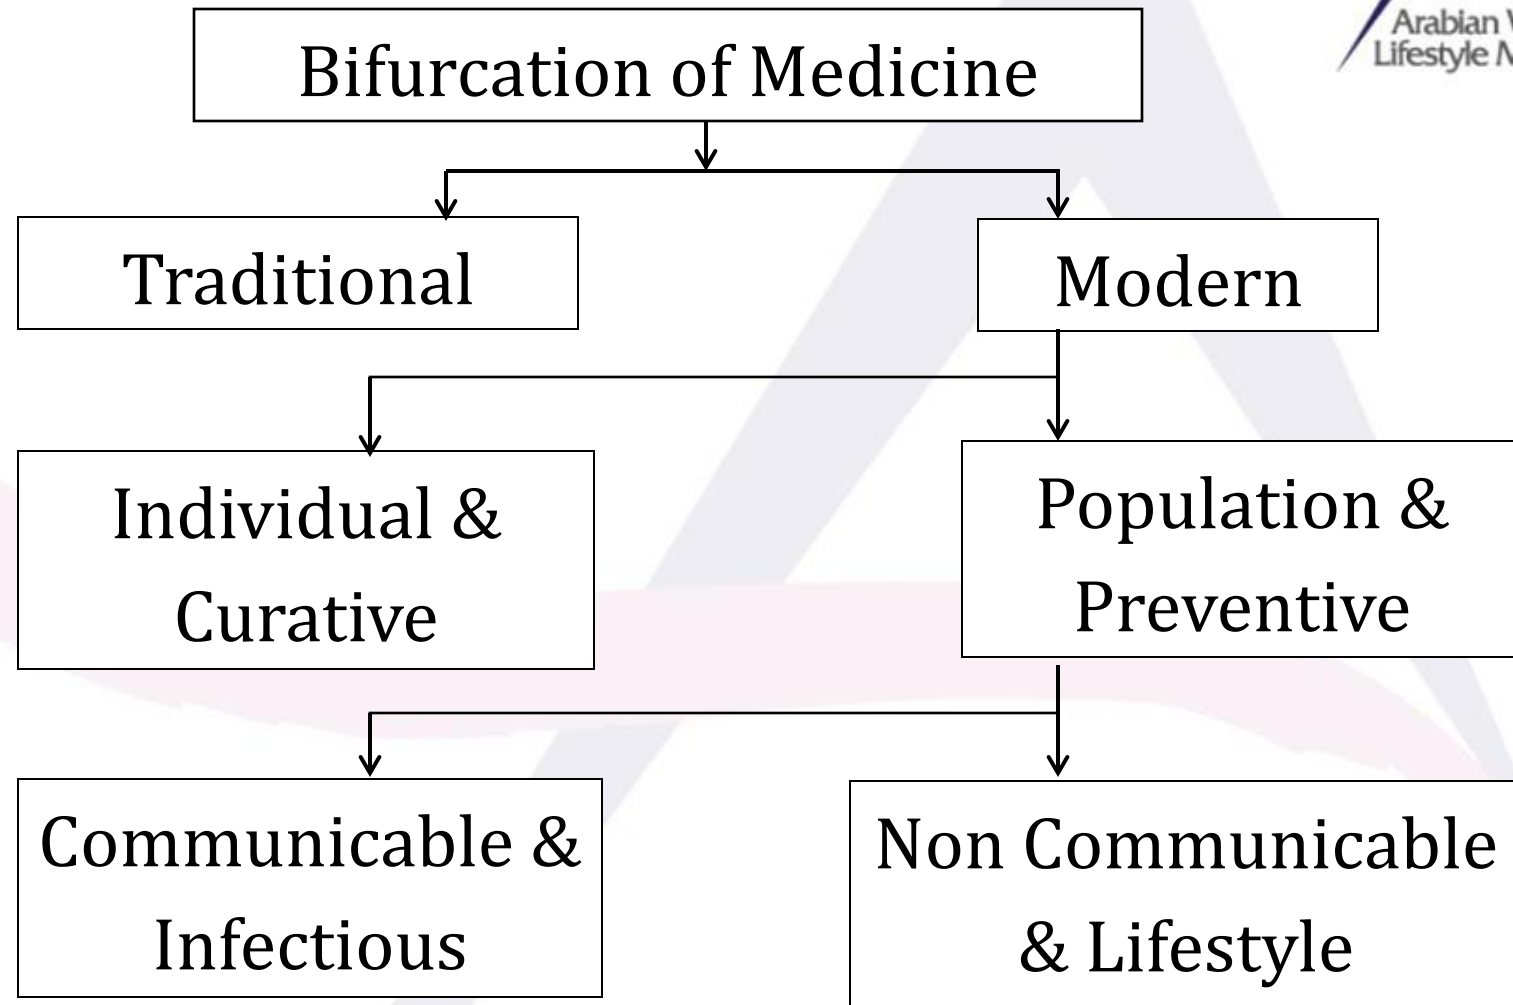 Arabian
Lifestyle
Bifurcation of Medicine
Traditional
Modern
Individual &
Curative
Population &
Preventive
Communicable &
Infectious
Non Communicable
& Lifestyle